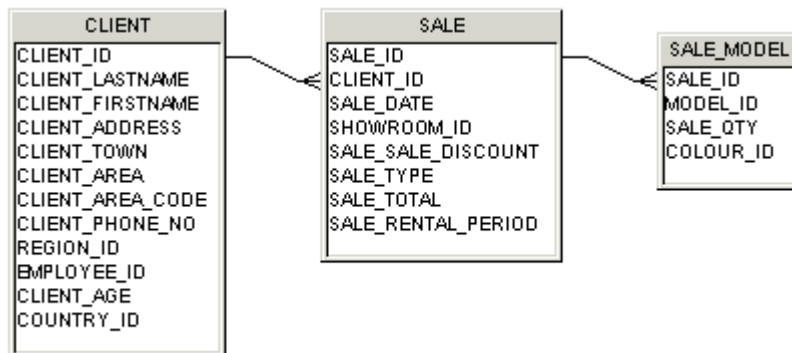 CLIENT
CLIENT_ID
CLIENT_LASTNAME
CLIENT_FIRSTNAME
CLIENT_ADDRESS
CLIENT_TOWN
CLIENT_AREA
CLIENT_AREA_CODE
CLIENT_PHONE_NO
REGION_ID
EMPLOYEE_ID
CLIENT_AGE
COUNTRY_ID
SALE
SALE_ID
CLIENT_ID
SALE_DATE
SHOWROOM_ID
SALE_SALE_DISCOUNT
SALE_TYPE
SALE_TOTAL
SALE_RENTAL_PERIOD
SALE_MODEL
SALE_ID
MODEL_ID
SALE_QTY
COLOUR_ID